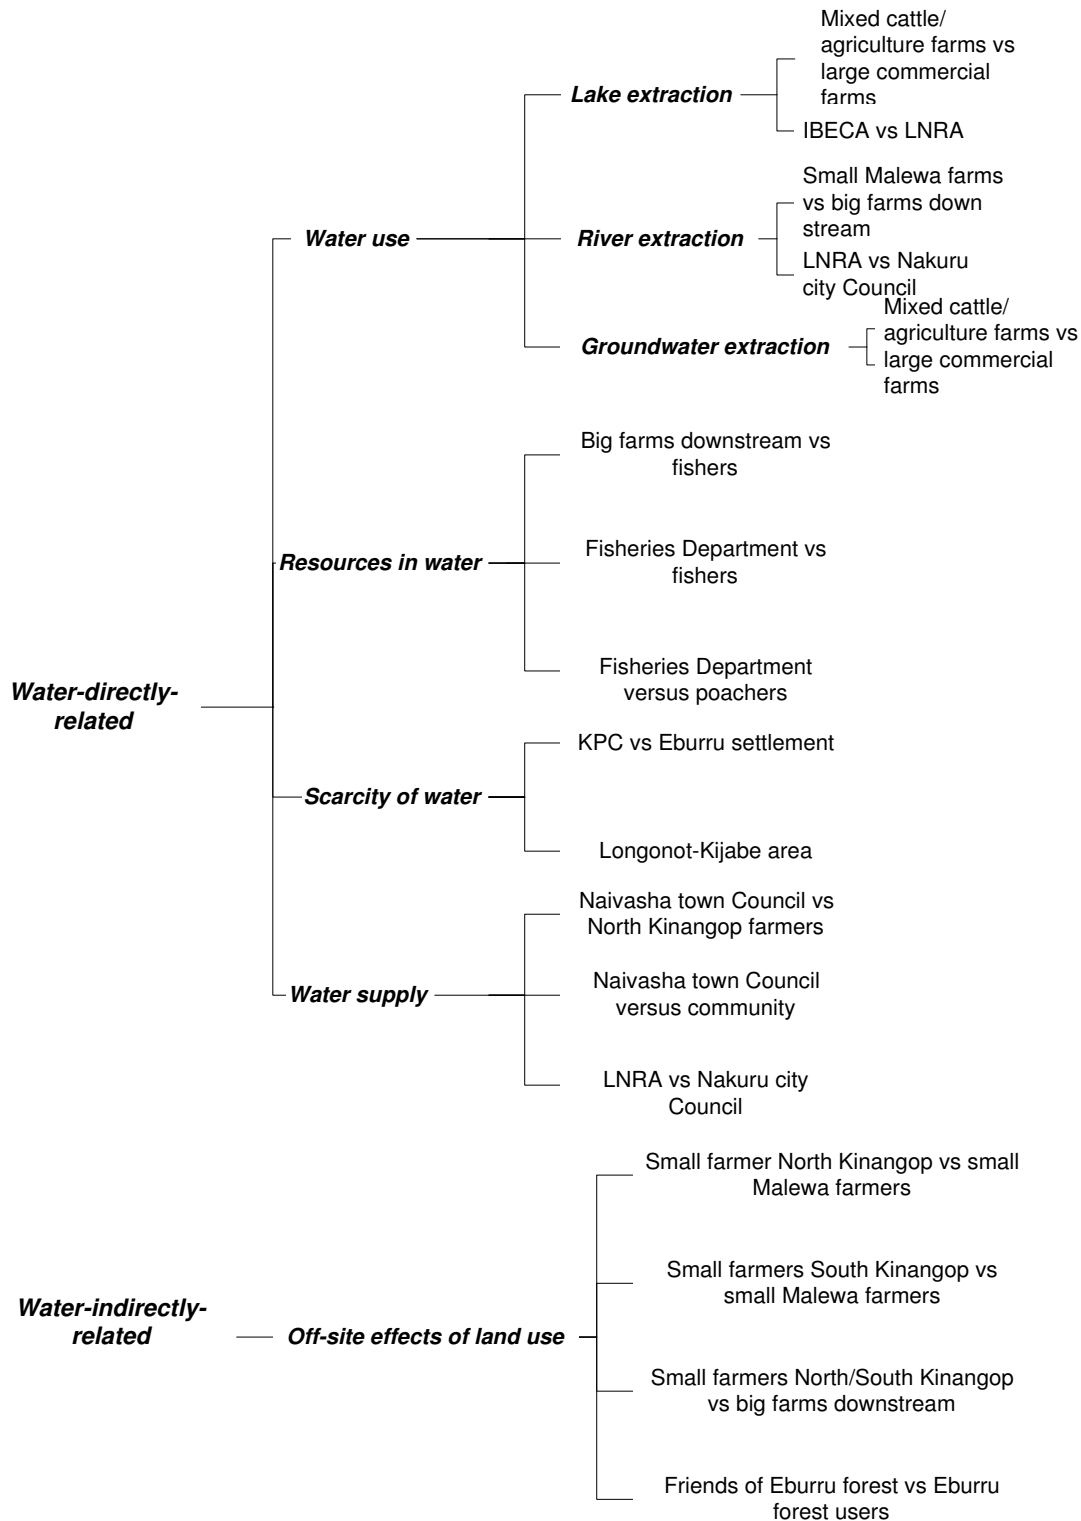 Mixed cattle/
agriculture farms vs
large commercial
farms
Lake extraction
IBECA vs LNRA
Small Malewa farms
vs big farms down
stream
Water use
River extraction
LNRA vs Nakuru
city Council
Mixed cattle/
agriculture farms vs
large commercial
farms
Groundwater extraction
Big farms downstream vs
fishers
Resources in water
Fisheries Department vs
fishers
Fisheries Department
versus poachers
Water-directly-
related
KPC vs Eburru settlement
Scarcity of water
Longonot-Kijabe area
Naivasha town Council vs
North Kinangop farmers
Water supply
Naivasha town Council
versus community
LNRA vs Nakuru city
Council
Small farmer North Kinangop vs small
Malewa farmers
Small farmers South Kinangop vs
small Malewa farmers
Water-indirectly-
related
Off-site effects of land use
Small farmers North/South Kinangop
vs big farms downstream
Friends of Eburru forest vs Eburru
forest users